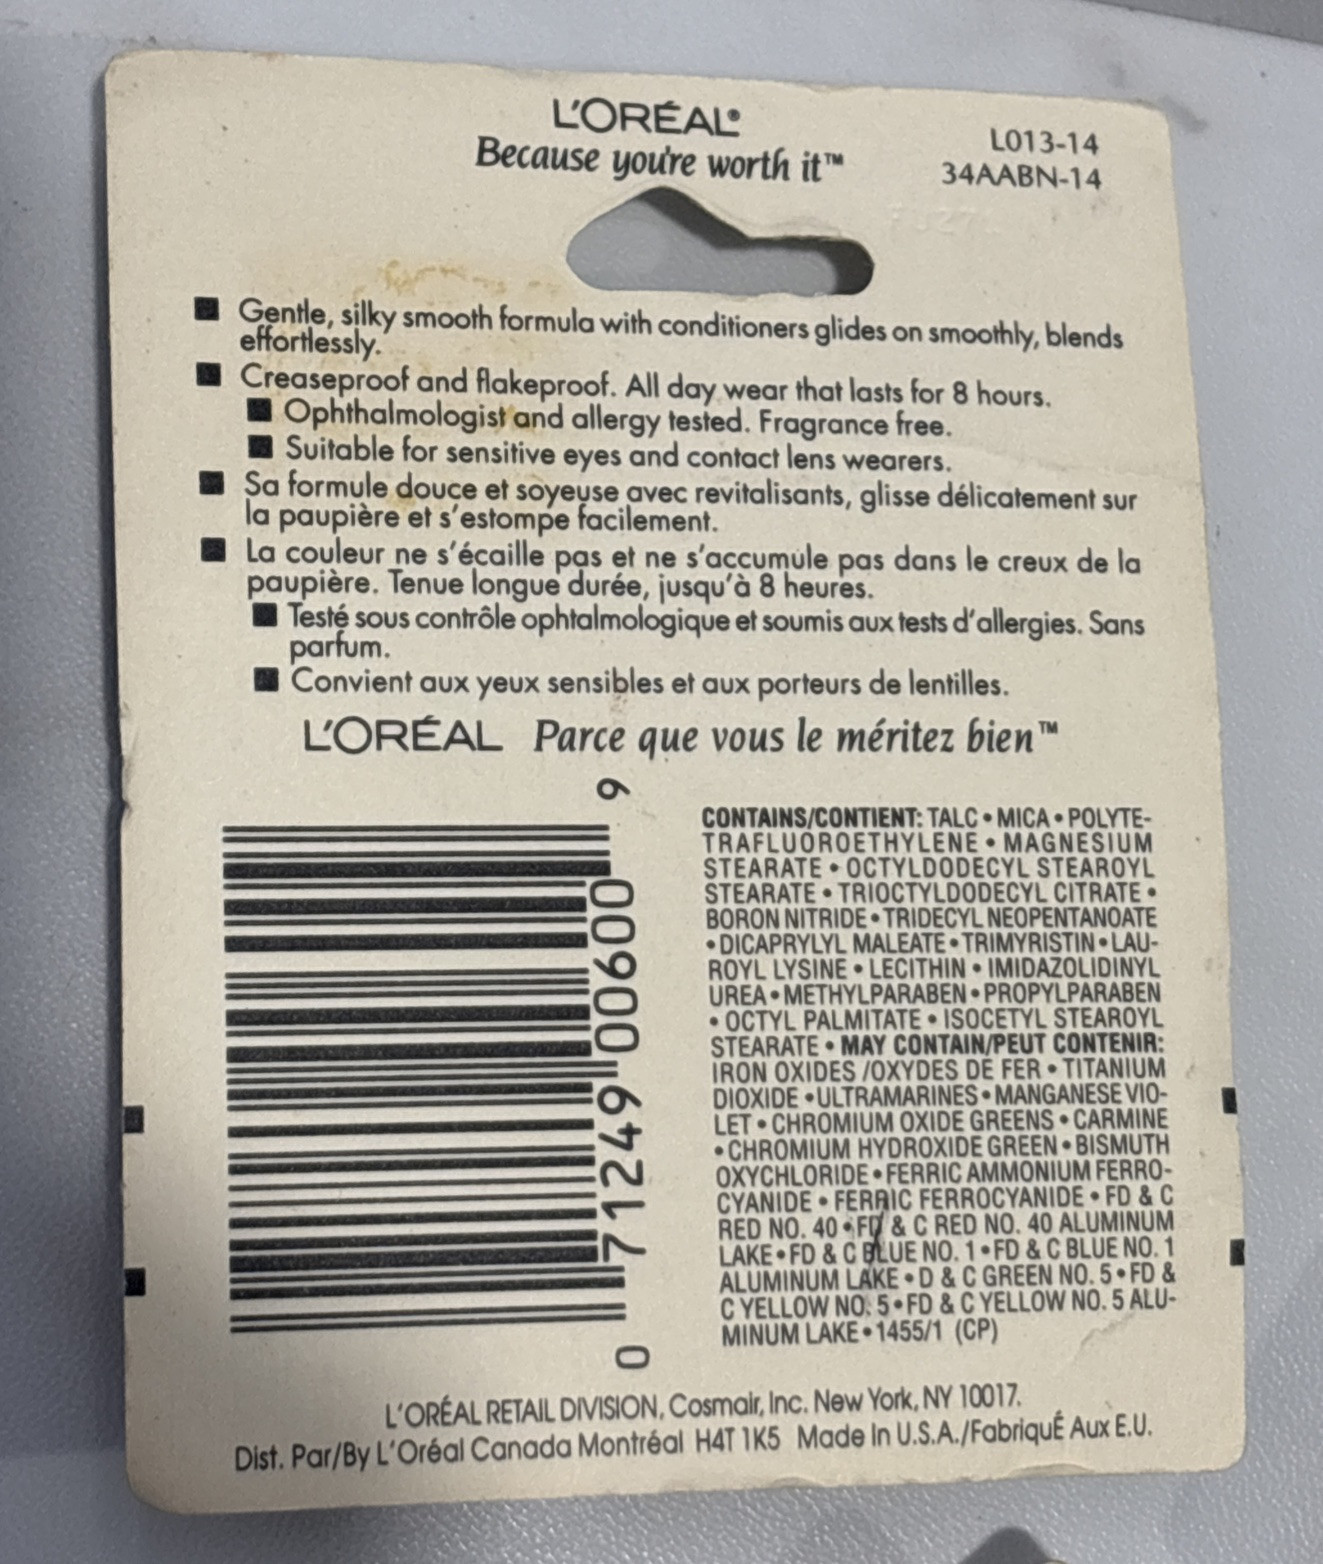 L'ORÉAL®
Because you're worth it™
L013-14
34AABN-14
■ Gentle, silky smooth formula with conditioners glides on smoothly, blends
effortlessly.
■ Creaseproof and flakeproof. All day wear that lasts for 8 hours.
■ Ophthalmologist and allergy tested. Fragrance free.
■ Suitable for sensitive eyes and contact lens wearers.
■ Sa formule douce et soyeuse avec revitalisants, glisse délicatement sur
la paupière et s'estompe facilement.
■ La couleur ne s'écaille pas et ne s'accumule pas dans le creux de la
paupière. Tenue longue durée, jusqu'à 8 heures.
■ Testé sous contrôle ophtalmologique et soumis aux tests d'allergies. Sans
parfum.
■ Convient aux yeux sensibles et aux porteurs de lentilles.
L'ORÉAL Parce que vous le méritez bien™
0 71249 00600 9
CONTAINS/CONTIENT: TALC • MICA • POLYTE-
TRAFLUOROETHYLENE • MAGNESIUM
STEARATE • OCTYLDODECYL STEAROYL
STEARATE • TRIOCTYLDODECYL CITRATE •
BORON NITRIDE • TRIDECYL NEOPENTANOATE
• DICAPRYLYL MALEATE • TRIMYRISTIN • LAU-
ROYL LYSINE • LECITHIN • IMIDAZOLIDINYL
UREA • METHYLPARABEN • PROPYLPARABEN
• OCTYL PALMITATE • ISOCETYL STEAROYL
STEARATE • MAY CONTAIN/PEUT CONTENIR:
IRON OXIDES /OXYDES DE FER • TITANIUM
DIOXIDE • ULTRAMARINES • MANGANESE VIO-
LET • CHROMIUM OXIDE GREENS • CARMINE
• CHROMIUM HYDROXIDE GREEN • BISMUTH
OXYCHLORIDE • FERRIC AMMONIUM FERRO-
CYANIDE • FERRIC FERROCYANIDE • FD & C
RED NO. 40 • FD & C RED NO. 40 ALUMINUM
LAKE • FD & C BLUE NO. 1 • FD & C BLUE NO. 1
ALUMINUM LAKE • D & C GREEN NO. 5 • FD &
C YELLOW NO. 5 • FD & C YELLOW NO. 5 ALU-
MINUM LAKE • 1455/1 (CP)
L'ORÉAL RETAIL DIVISION, Cosmair, Inc. New York, NY 10017.
Dist. Par/By L'Oréal Canada Montréal H4T 1K5 Made In U.S.A./FabriquÉ Aux E.U.